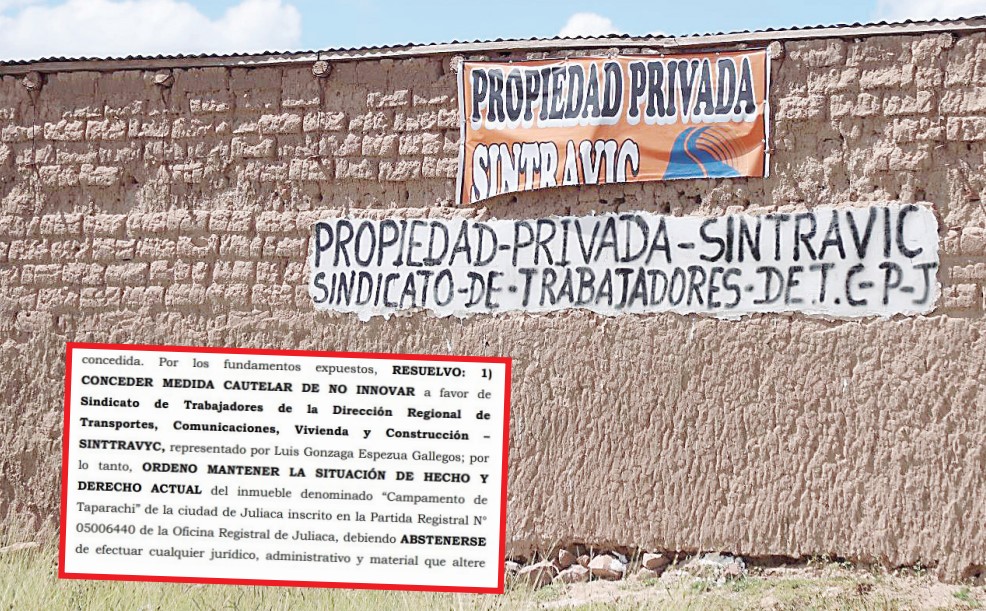 PROPIEDAD PRIVADA
SINTRAVIC
PROPIEDAD-PRIVADA-SINTRAVIC
SINDICATO-DE-TRABAJADORES-DE T.C-P-J
concedida. Por los fundamentos expuestos, RESUELVO: 1)
CONCEDER MEDIDA CAUTELAR DE NO INNOVAR a favor de
Sindicato de Trabajadores de la Dirección Regional de
Transportes, Comunicaciones, Vivienda y Construcción –
SINTTRAVYC, representado por Luis Gonzaga Espezua Gallegos; por
lo tanto, ORDENO MANTENER LA SITUACIÓN DE HECHO Y
DERECHO ACTUAL del inmueble denominado “Campamento de
Taparachi” de la ciudad de Juliaca inscrito en la Partida Registral N°
05006440 de la Oficina Registral de Juliaca, debiendo ABSTENERSE
de efectuar cualquier jurídico, administrativo y material que altere